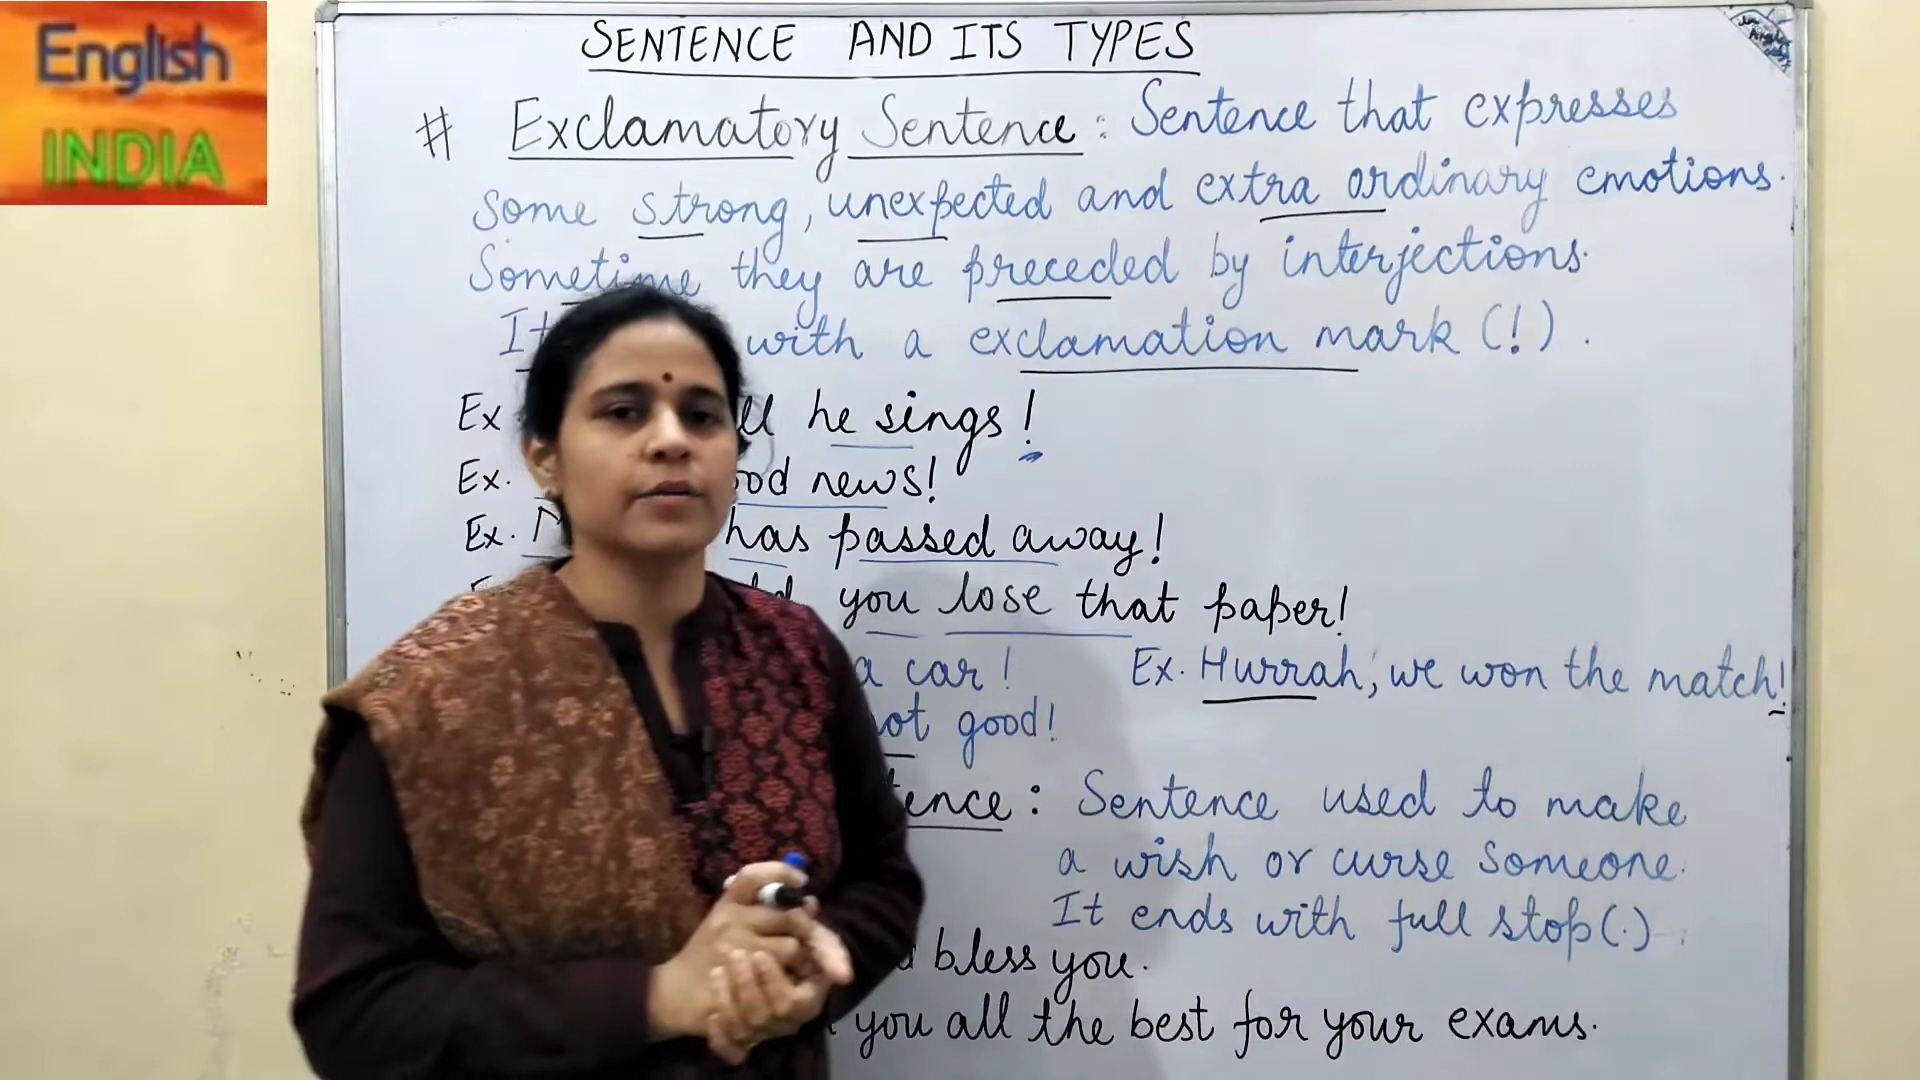 English
INDIA
SENTENCE AND ITS TYPES
# Exclamatory Sentence : Sentence that expresses
some strong, unexpected and extra ordinary emotions.
Sometime they are preceded by interjections.
It with a exclamation mark (!).
Ex. he sings!
Ex. news!
Ex. has passed away!
you lose that paper!
a car! Ex. Hurrah, we won the match!
good!
: Sentence used to make
a wish or curse someone.
It ends with full stop(.)
bless you.
you all the best for your exams.